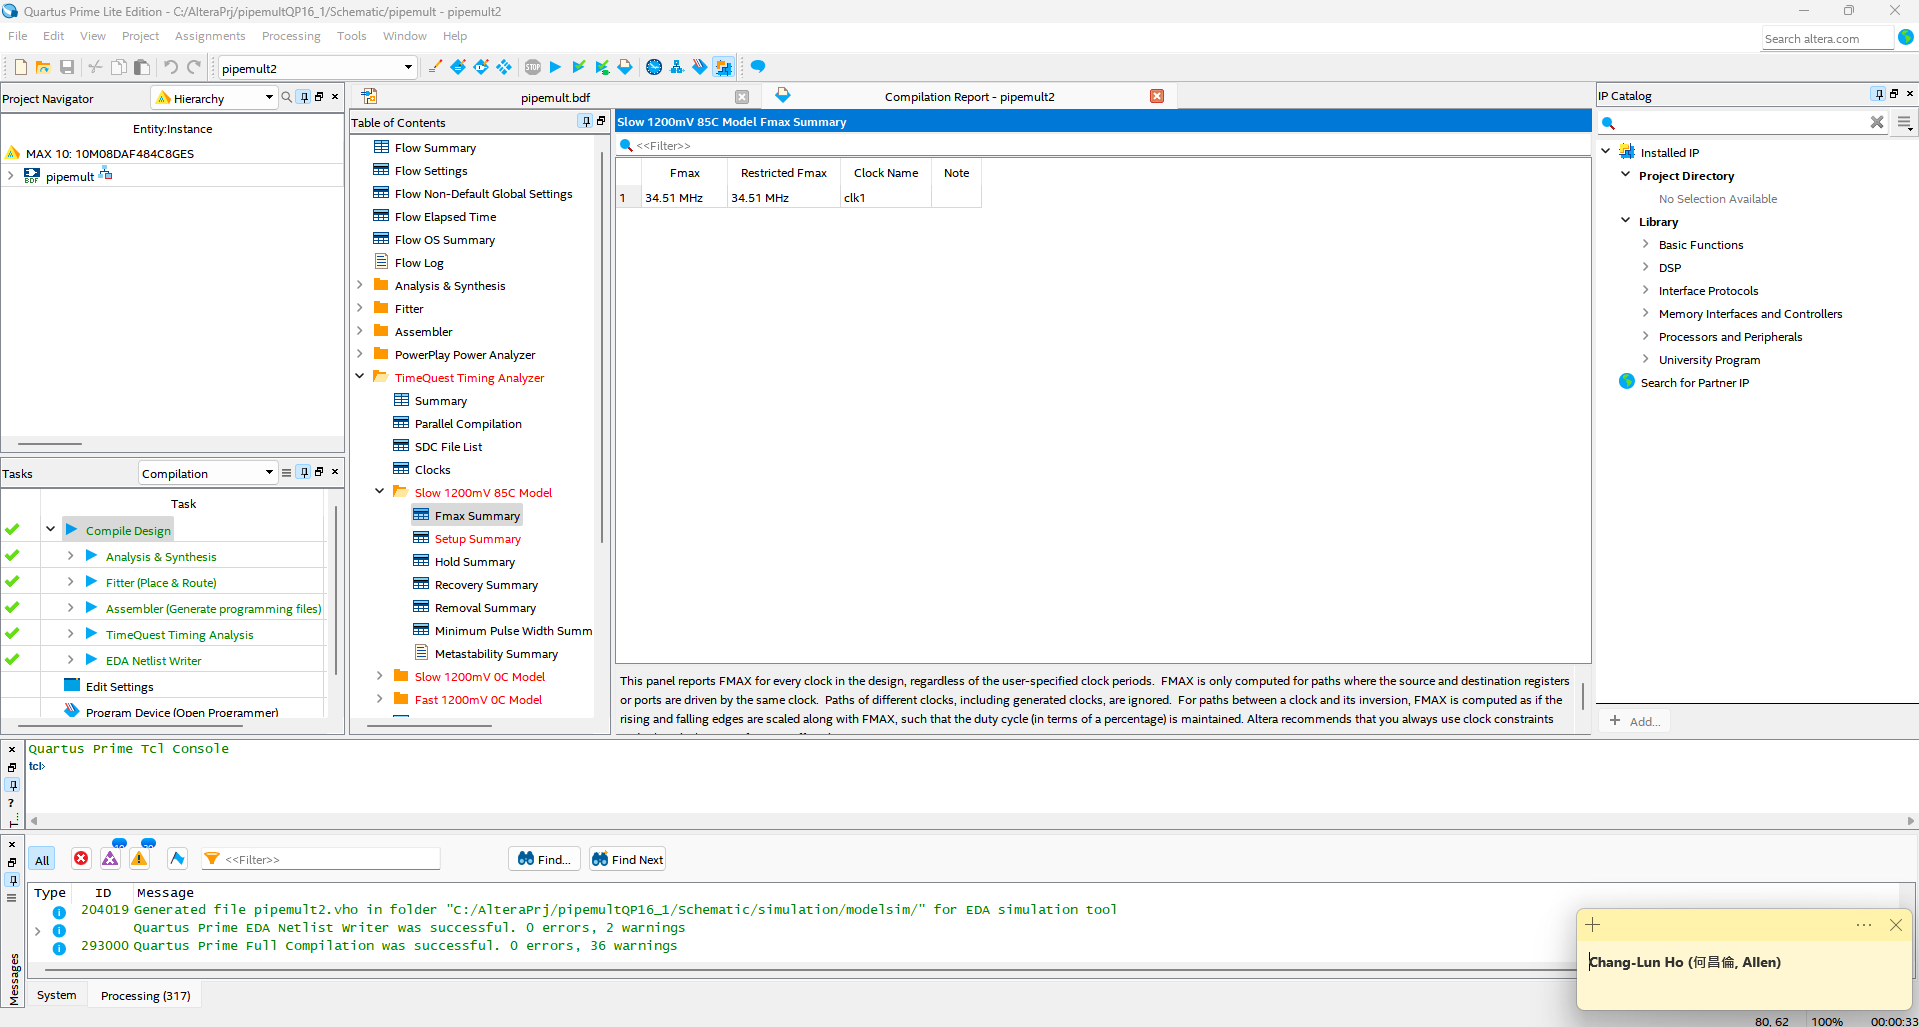 Quartus Prime Lite Edition - C:/AlteraPrj/pipemultQP16_1/Schematic/pipemult - pipemult2
File Edit View Project Assignments Processing Tools Window Help
Search altera.com
pipemult2
STOP
Project Navigator
Hierarchy
Entity:Instance
MAX 10: 10M08DAF484C8GES
BDF
pipemult
Tasks
Compilation
Task
Compile Design
Analysis & Synthesis
Fitter (Place & Route)
Assembler (Generate programming files)
TimeQuest Timing Analysis
EDA Netlist Writer
Edit Settings
Program Device (Open Programmer)
pipemult.bdf
Compilation Report - pipemult2
Table of Contents
Flow Summary
Flow Settings
Flow Non-Default Global Settings
Flow Elapsed Time
Flow OS Summary
Flow Log
Analysis & Synthesis
Fitter
Assembler
PowerPlay Power Analyzer
TimeQuest Timing Analyzer
Summary
Parallel Compilation
SDC File List
Clocks
Slow 1200mV 85C Model
Fmax Summary
Setup Summary
Hold Summary
Recovery Summary
Removal Summary
Minimum Pulse Width Summ
Metastability Summary
Slow 1200mV 0C Model
Fast 1200mV 0C Model
Slow 1200mV 85C Model Fmax Summary
<<Filter>>
Fmax Restricted Fmax Clock Name Note
1 34.51 MHz 34.51 MHz clk1
This panel reports FMAX for every clock in the design, regardless of the user-specified clock periods.  FMAX is only computed for paths where the source and destination registers
or ports are driven by the same clock.  Paths of different clocks, including generated clocks, are ignored.  For paths between a clock and its inversion, FMAX is computed as if the
rising and falling edges are scaled along with FMAX, such that the duty cycle (in terms of a percentage) is maintained. Altera recommends that you always use clock constraints
IP Catalog
Installed IP
Project Directory
No Selection Available
Library
Basic Functions
DSP
Interface Protocols
Memory Interfaces and Controllers
Processors and Peripherals
University Program
Search for Partner IP
+ Add...
Quartus Prime Tcl Console
tcl>
All
<<Filter>>
Find...
Find Next
Type ID Message
204019 Generated file pipemult2.vho in folder "C:/AlteraPrj/pipemultQP16_1/Schematic/simulation/modelsim/" for EDA simulation tool
Quartus Prime EDA Netlist Writer was successful. 0 errors, 2 warnings
293000 Quartus Prime Full Compilation was successful. 0 errors, 36 warnings
Messages
System
Processing (317)
Chang-Lun Ho (何昌倫, Allen)
80, 62
100%
00:00:33